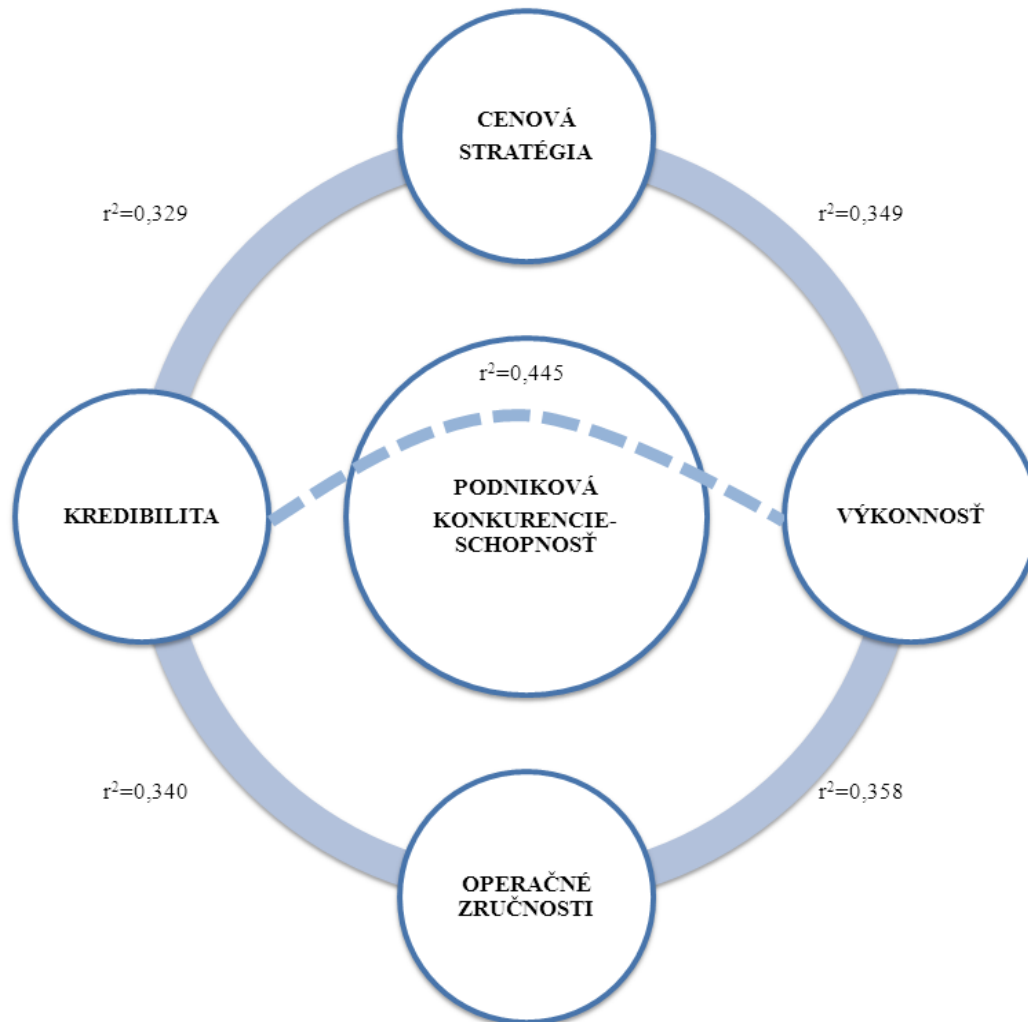 CENOVÁ
STRATÉGIA
r²=0,329
r²=0,349
r²=0,445
KREDIBILITA
PODNIKOVÁ
KONKURENCIE-
SCHOPNOSŤ
VÝKONNOSŤ
r²=0,340
r²=0,358
OPERAČNÉ
ZRUČNOSTI